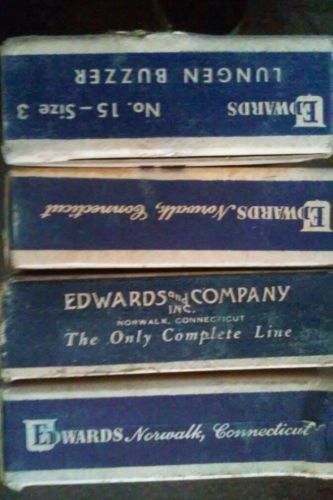 EDWARDS
LUNGEN BUZZER
No. 15 – Size 3
EDWARDS, Norwalk, Connecticut
EDWARDS and COMPANY
INC.
NORWALK, CONNECTICUT
The Only Complete Line
EDWARDS Norwalk, Connecticut